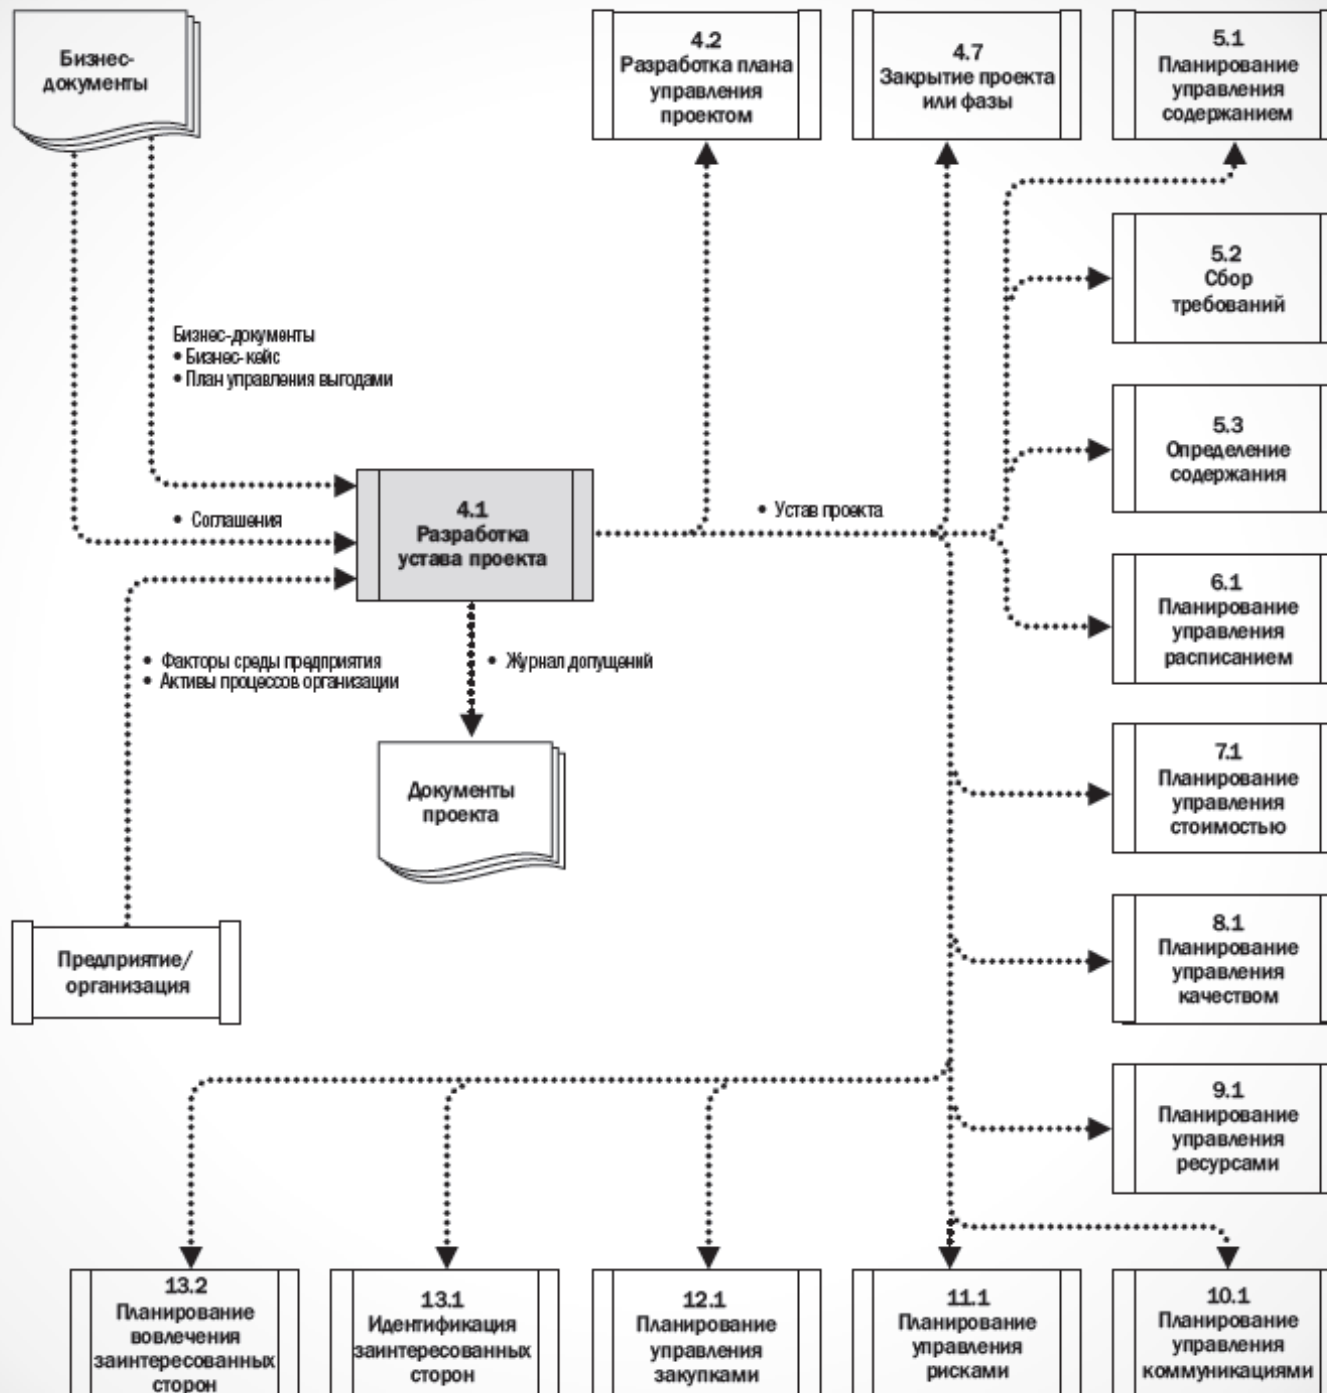 Бизнес-
документы
4.2
Разработка плана
управления
проектом
4.7
Закрытие проекта
или фазы
5.1
Планирование
управления
содержанием
5.2
Сбор
требований
Бизнес-документы
• Бизнес-кейс
• План управления выгодами
5.3
Определение
содержания
• Соглашения
4.1
Разработка
устава проекта
• Устав проекта
6.1
Планирование
управления
расписанием
• Факторы среды предприятия
• Активы процессов организации
• Журнал допущений
Документы
проекта
7.1
Планирование
управления
стоимостью
8.1
Планирование
управления
качеством
Предприятие/
организация
9.1
Планирование
управления
ресурсами
13.2
Планирование
вовлечения
заинтересованных
сторон
13.1
Идентификация
заинтересованных
сторон
12.1
Планирование
управления
закупками
11.1
Планирование
управления
рисками
10.1
Планирование
управления
коммуникациями